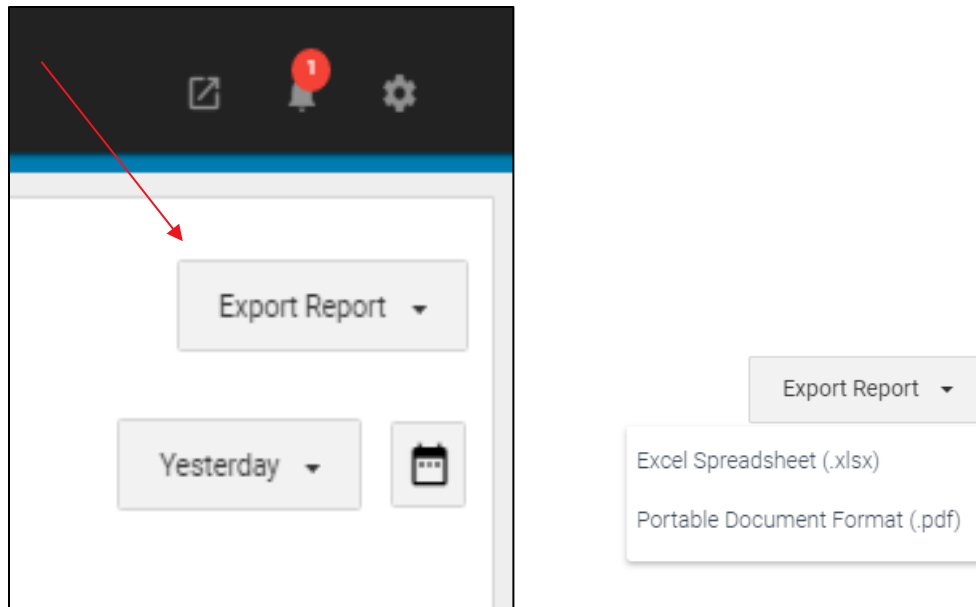 1
Export Report
Yesterday
Export Report
Excel Spreadsheet (.xlsx)
Portable Document Format (.pdf)